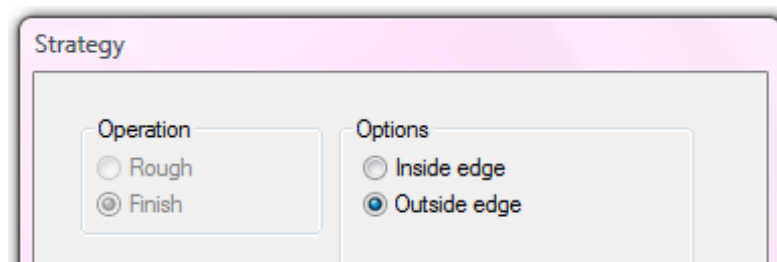 Strategy
Operation
Rough
Finish
Options
Inside edge
Outside edge